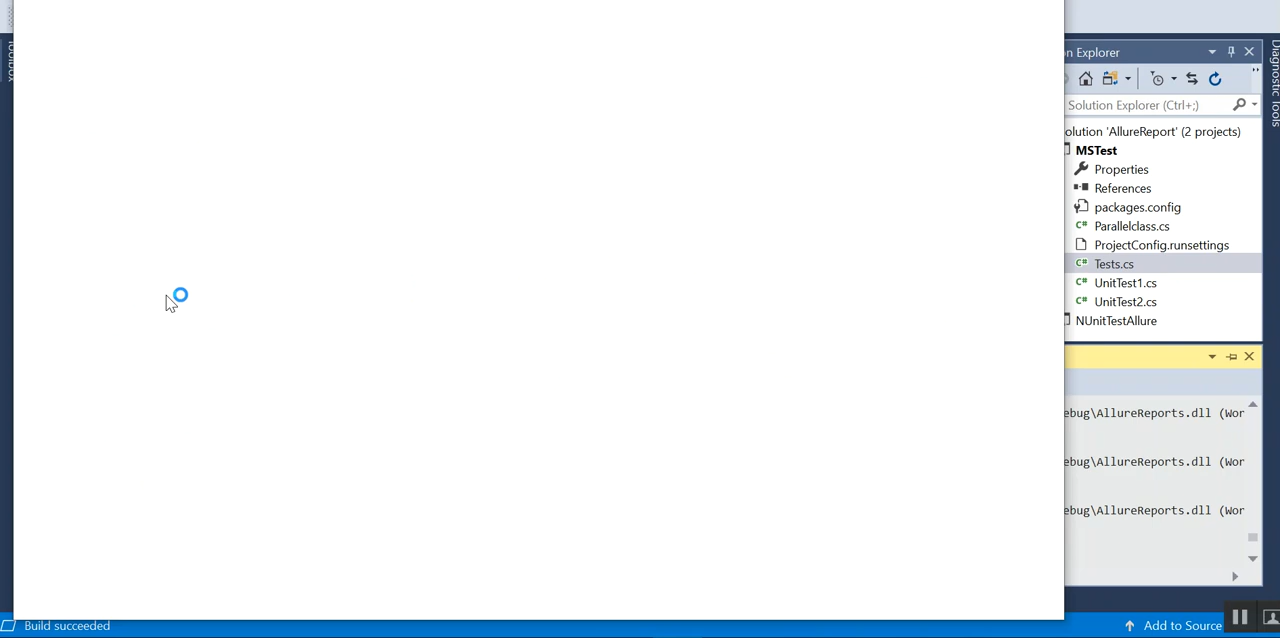 Toolbox
n Explorer
Solution Explorer (Ctrl+;)
olution 'AllureReport' (2 projects)
MSTest
Properties
References
packages.config
Parallelclass.cs
ProjectConfig.runsettings
Tests.cs
UnitTest1.cs
UnitTest2.cs
NUnitTestAllure
Diagnostic Tools
ebug\AllureReports.dll (Wor
ebug\AllureReports.dll (Wor
ebug\AllureReports.dll (Wor
Build succeeded
Add to Source